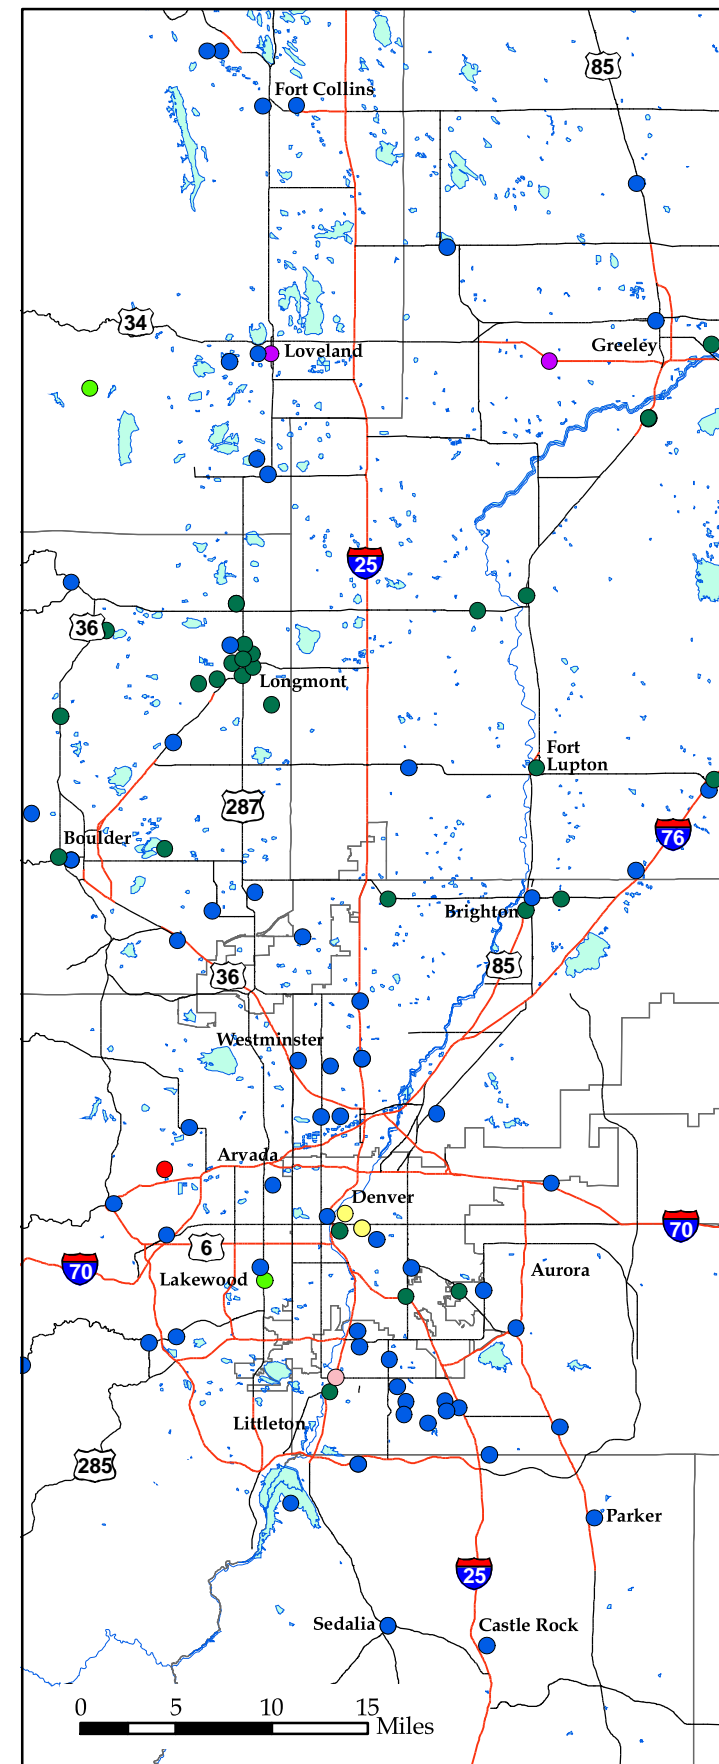 85
Fort Collins
34
Loveland
Greeley
25
36
Longmont
Fort
Lupton
287
76
Boulder
Brighton
85
36
Westminster
Aryada
Denver
70
6
70
Lakewood
Aurora
Littleton
285
Parker
25
Sedalia
Castle Rock
0 5 10 15
Miles